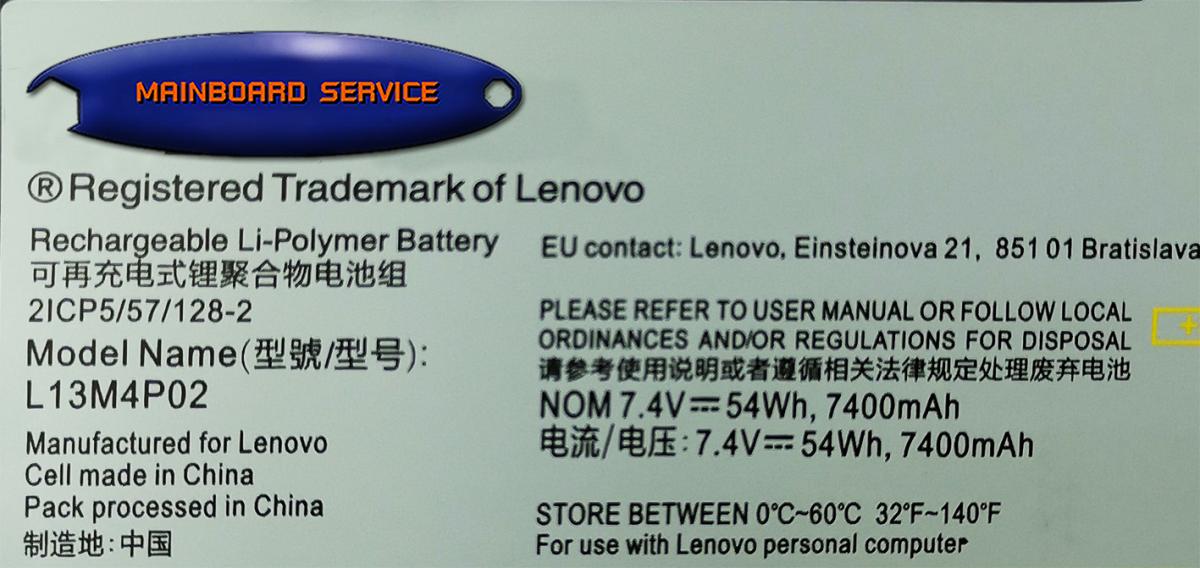 MAINBOARD SERVICE
®Registered Trademark of Lenovo
Rechargeable Li-Polymer Battery
可再充电式锂聚合物电池组
2ICP5/57/128-2
Model Name(型號/型号):
L13M4P02
Manufactured for Lenovo
Cell made in China
Pack processed in China
制造地:中国
EU contact: Lenovo, Einsteinova 21, 851 01 Bratislava
PLEASE REFER TO USER MANUAL OR FOLLOW LOCAL
ORDINANCES AND/OR REGULATIONS FOR DISPOSAL
请参考使用说明或者遵循相关法律规定处理废弃电池
NOM 7.4V⎓54Wh, 7400mAh
电流/电压:7.4V⎓54Wh, 7400mAh
STORE BETWEEN 0℃~60℃ 32℉~140℉
For use with Lenovo personal computer
+